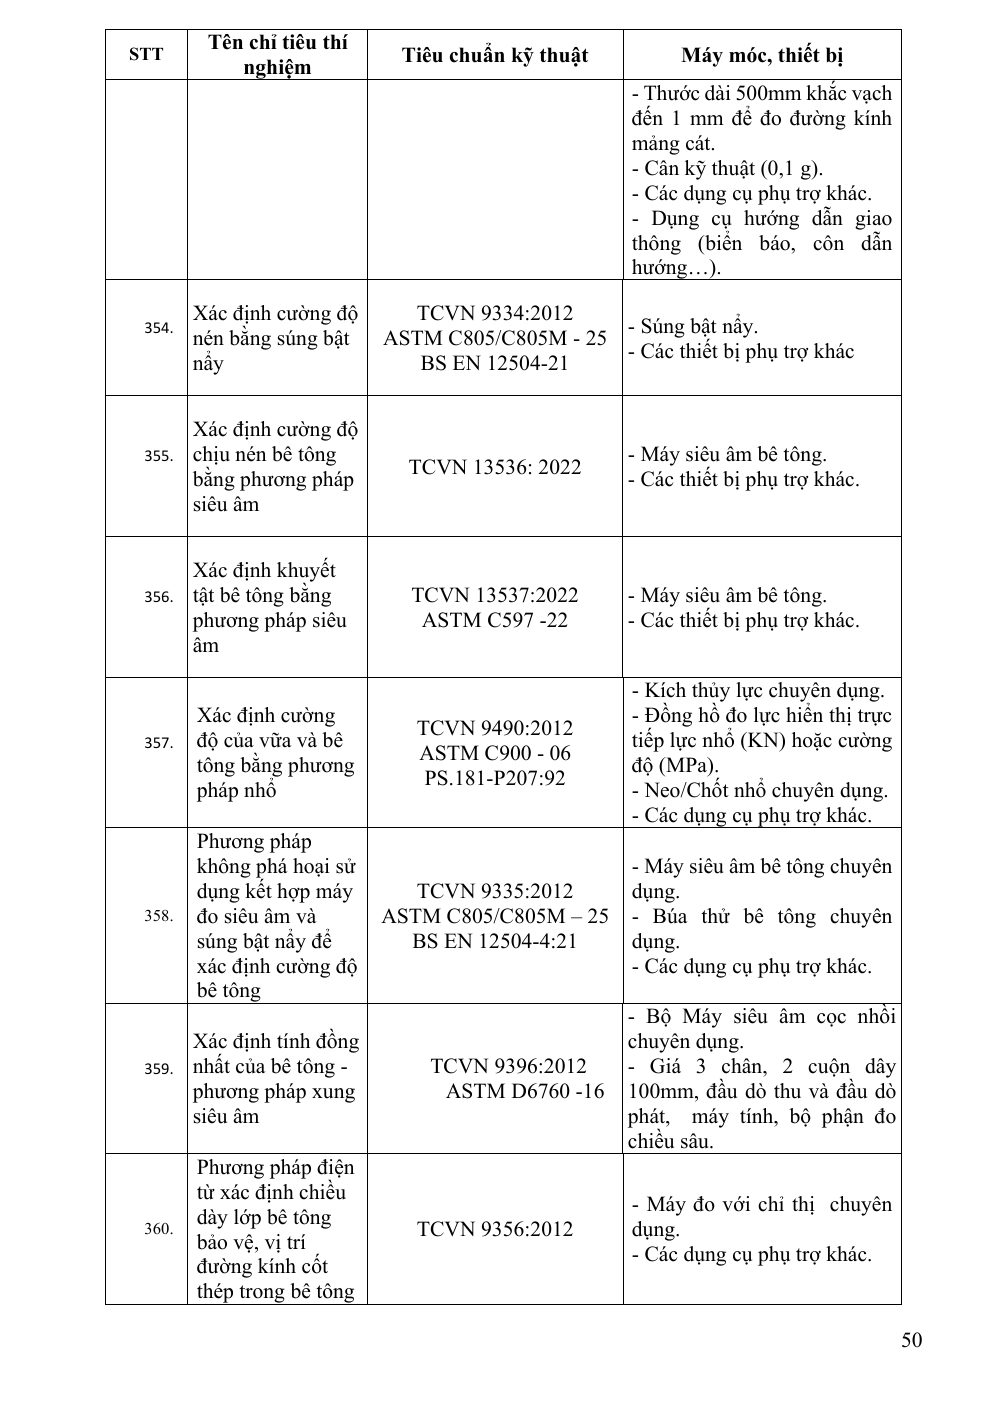 STT
Tên chỉ tiêu thí
nghiệm
Tiêu chuẩn kỹ thuật
Máy móc, thiết bị
- Thước dài 500mm khắc vạch
đến 1 mm để đo đường kính
mảng cát.
- Cân kỹ thuật (0,1 g).
- Các dụng cụ phụ trợ khác.
- Dụng cụ hướng dẫn giao
thông (biển báo, côn dẫn
hướng…).
354.
Xác định cường độ
nén bằng súng bật
nẩy
TCVN 9334:2012
ASTM C805/C805M - 25
BS EN 12504-21
- Súng bật nẩy.
- Các thiết bị phụ trợ khác
355.
Xác định cường độ
chịu nén bê tông
bằng phương pháp
siêu âm
TCVN 13536: 2022
- Máy siêu âm bê tông.
- Các thiết bị phụ trợ khác.
356.
Xác định khuyết
tật bê tông bằng
phương pháp siêu
âm
TCVN 13537:2022
ASTM C597 -22
- Máy siêu âm bê tông.
- Các thiết bị phụ trợ khác.
357.
Xác định cường
độ của vữa và bê
tông bằng phương
pháp nhổ
TCVN 9490:2012
ASTM C900 - 06
PS.181-P207:92
- Kích thủy lực chuyên dụng.
- Đồng hồ đo lực hiển thị trực
tiếp lực nhổ (KN) hoặc cường
độ (MPa).
- Neo/Chốt nhổ chuyên dụng.
- Các dụng cụ phụ trợ khác.
358.
Phương pháp
không phá hoại sử
dụng kết hợp máy
đo siêu âm và
súng bật nẩy để
xác định cường độ
bê tông
TCVN 9335:2012
ASTM C805/C805M – 25
BS EN 12504-4:21
- Máy siêu âm bê tông chuyên
dụng.
- Búa thử bê tông chuyên
dụng.
- Các dụng cụ phụ trợ khác.
359.
Xác định tính đồng
nhất của bê tông -
phương pháp xung
siêu âm
TCVN 9396:2012
ASTM D6760 -16
- Bộ Máy siêu âm cọc nhồi
chuyên dụng.
- Giá 3 chân, 2 cuộn dây
100mm, đầu dò thu và đầu dò
phát, máy tính, bộ phận đo
chiều sâu.
360.
Phương pháp điện
từ xác định chiều
dày lớp bê tông
bảo vệ, vị trí
đường kính cốt
thép trong bê tông
TCVN 9356:2012
- Máy đo với chỉ thị chuyên
dụng.
- Các dụng cụ phụ trợ khác.
50